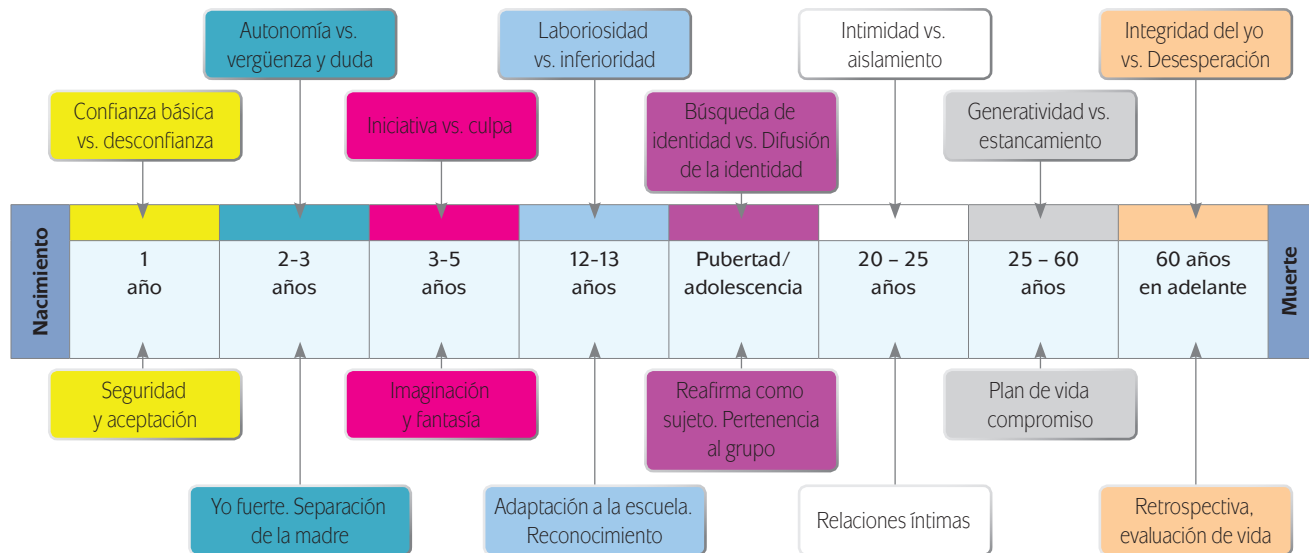 Autonomía vs.
vergüenza y duda
Laboriosidad
vs. inferioridad
Intimidad vs.
aislamiento
Integridad del yo
vs. Desesperación
Confianza básica
vs. desconfianza
Iniciativa vs. culpa
Búsqueda de
identidad vs. Difusión
de la identidad
Generatividad vs.
estancamiento
Nacimiento
1
año
2-3
años
3-5
años
12-13
años
Pubertad/
adolescencia
20 – 25
años
25 – 60
años
60 años
en adelante
Muerte
Seguridad
y aceptación
Imaginación
y fantasía
Reafirma como
sujeto. Pertenencia
al grupo
Plan de vida
compromiso
Yo fuerte. Separación
de la madre
Adaptación a la escuela.
Reconocimiento
Relaciones íntimas
Retrospectiva,
evaluación de vida